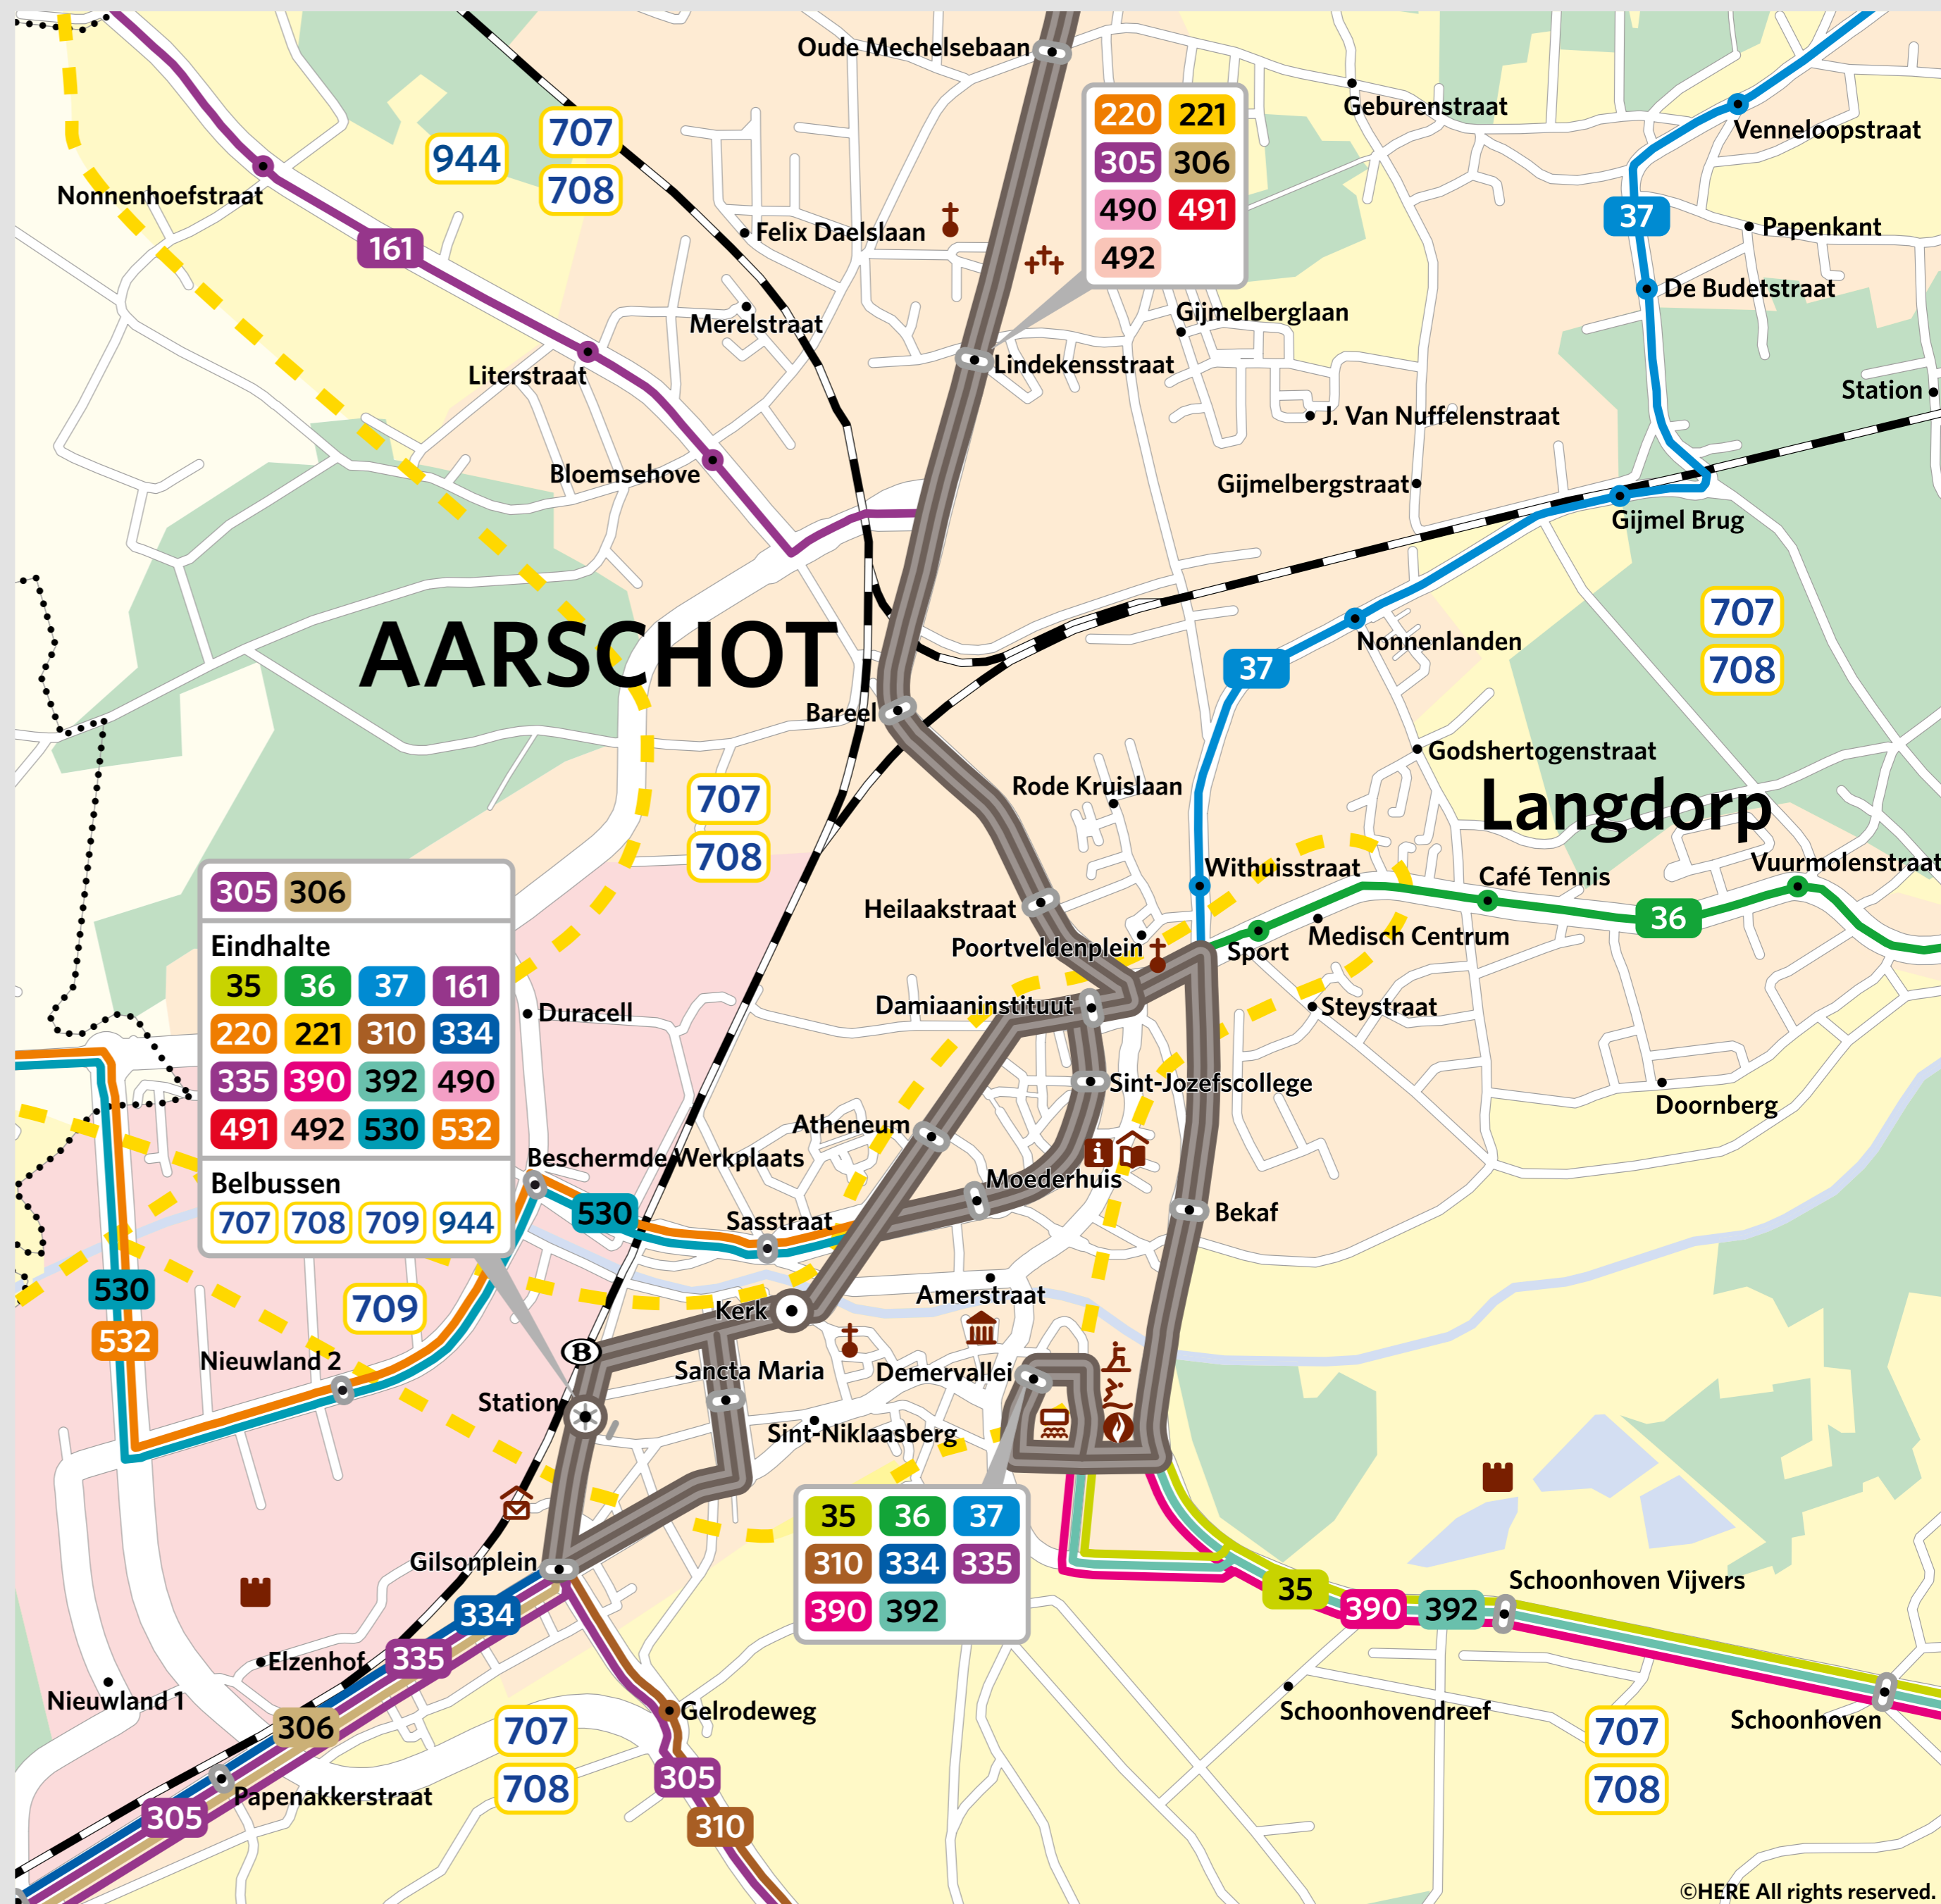 Oude Mechelsebaan
220 221
305 306
490 491
492
Geburenstraat
Venneloopstraat
944
707
708
Nonnenhoefstraat
161
Felix Daelslaan
37
Papenkant
De Budetstraat
Merelstraat
Gijmelberglaan
Literstraat
Lindekensstraat
Station
J. Van Nuffelenstraat
Bloemsehove
Gijmelbergstraat
Gijmel Brug
AARSCHOT
Nonnenlanden
707
708
37
Bareel
Godshertogenstraat
Rode Kruislaan
Langdorp
707
708
Withuisstraat
Café Tennis
Vuurmolenstraat
36
305 306
Eindhalte
35 36 37 161
220 221 310 334
335 390 392 490
491 492 530 532
Belbussen
707 708 709 944
Heilaakstraat
Poortveldenplein
Sport
Medisch Centrum
Damiaaninstituut
Steystraat
Duracell
Sint-Jozefscollege
Doornberg
Atheneum
i
Beschermde Werkplaats
Moederhuis
530
Sasstraat
Bekaf
530
532
709
Amerstraat
Kerk
B
Nieuwland 2
Sancta Maria
Demervallei
Station
Sint-Niklaasberg
35 36 37
310 334 335
390 392
Gilsonplein
35
390
392
Schoonhoven Vijvers
334
335
Elzenhof
Nieuwland 1
306
Gelrodeweg
Schoonhovendreef
Schoonhoven
707
708
707
708
305
Papenakkerstraat
305
310
©HERE All rights reserved.